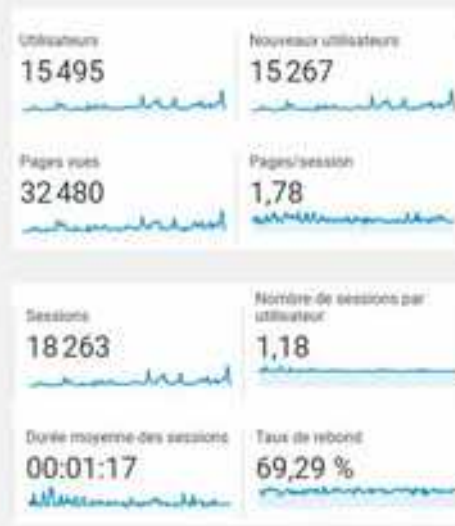 Utilisateurs
Nouveaux utilisateurs
15 495
15 267
Pages vues
Pages/session
32 480
1,78
Sessions
Nombre de sessions par
utilisateur
18 263
1,18
Durée moyenne des sessions
Taux de rebond
00:01:17
69,29 %